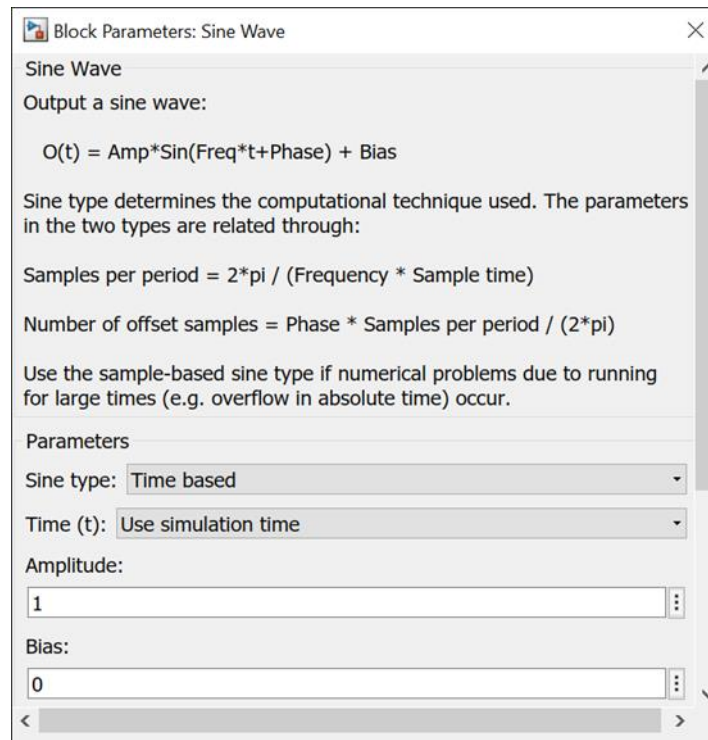 Block Parameters: Sine Wave
Sine Wave
Output a sine wave:
O(t) = Amp*Sin(Freq*t+Phase) + Bias
Sine type determines the computational technique used. The parameters
in the two types are related through:
Samples per period = 2*pi / (Frequency * Sample time)
Number of offset samples = Phase * Samples per period / (2*pi)
Use the sample-based sine type if numerical problems due to running
for large times (e.g. overflow in absolute time) occur.
Parameters
Sine type: Time based
Time (t): Use simulation time
Amplitude:
1
Bias:
0